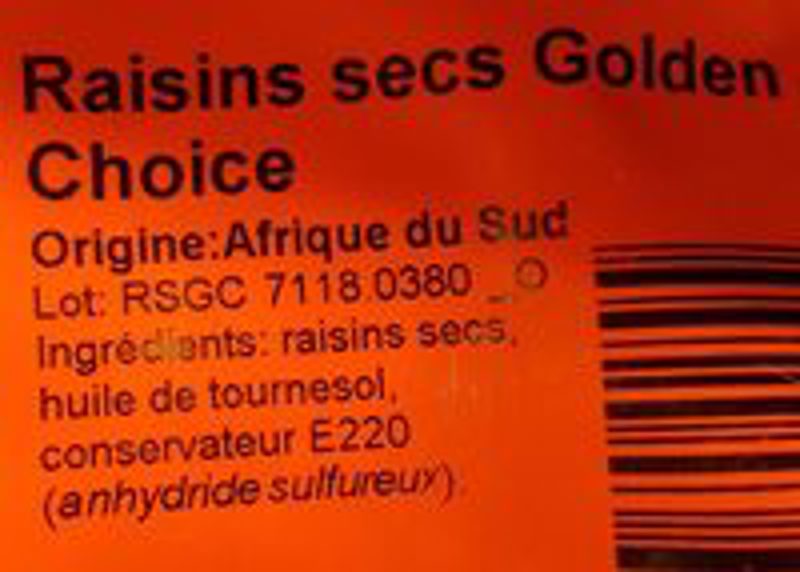 Raisins secs Golden
Choice
Origine:Afrique du Sud
Lot: RSGC 7118 0380 _
Ingrédients: raisins secs,
huile de tournesol,
conservateur E220
(anhydride sulfureux).